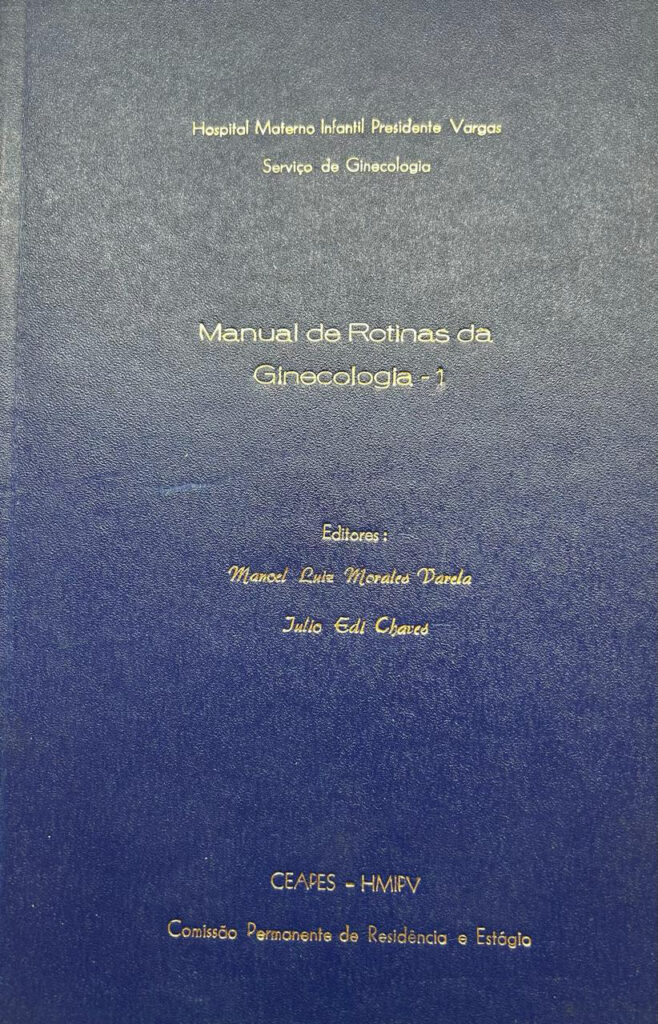 Hospital Materno Infantil Presidente Vargas
Serviço de Ginecologia
Manual de Rotinas da
Ginecologia - 1
Editores :
Manoel Luiz Morales Varela
Julio Edi Chaves
CEAPES - HMIPV
Comissão Permanente de Residência e Estágio